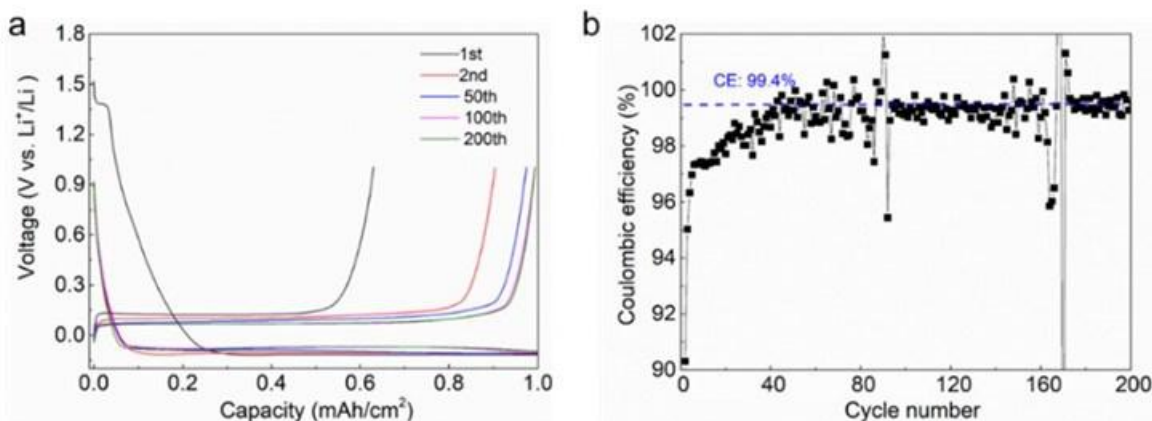 a
Voltage (V vs. Li⁺/Li)
1.8
1.5
1.2
0.9
0.6
0.3
0.0
1st
2nd
50th
100th
200th
0.0 0.2 0.4 0.6 0.8 1.0
Capacity (mAh/cm²)
b
Coulombic efficiency (%)
102
100
98
96
94
92
90
CE: 99.4%
0 40 80 120 160 200
Cycle number